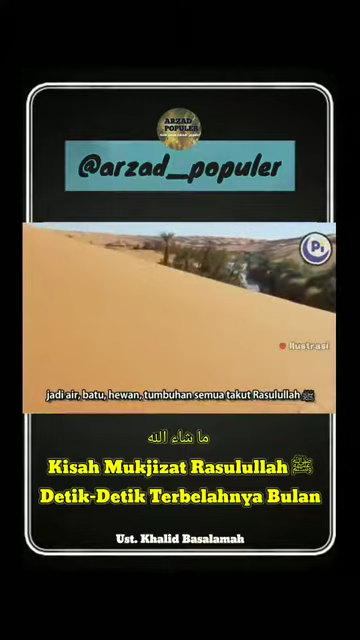 ARZAD
POPULER
@arzad_populer
Pi
Ilustrasi
jadi air, batu, hewan, tumbuhan semua takut Rasulullah ﷺ
ما شاء الله
Kisah Mukjizat Rasulullah ﷺ
Detik-Detik Terbelahnya Bulan
Ust. Khalid Basalamah